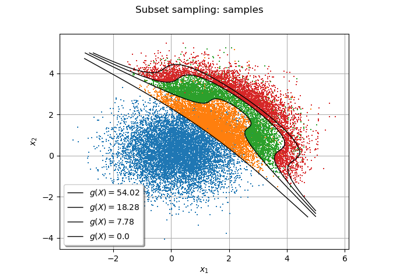 Subset sampling: samples
4
2
0
−2
−4
x₂
g(X) = 54.02
g(X) = 18.28
g(X) = 7.78
g(X) = 0.0
−2
0
2
4
6
x₁